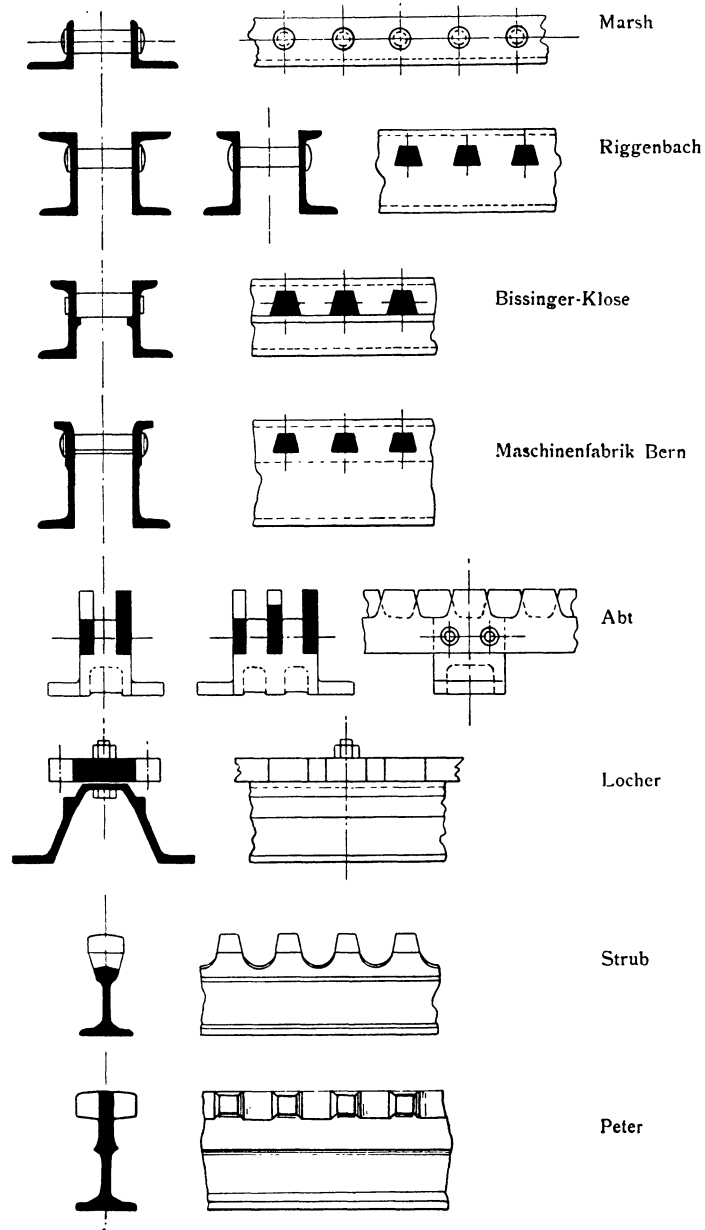 Marsh
Riggenbach
Bissinger-Klose
Maschinenfabrik Bern
Abt
Locher
Strub
Peter